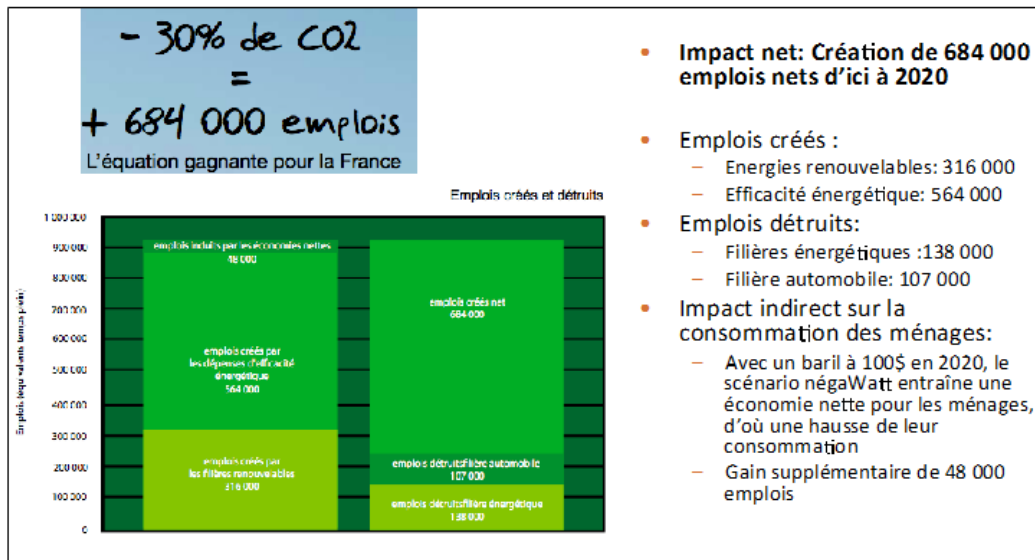 - 30% de CO2
=
+ 684 000 emplois
L'équation gagnante pour la France
Emplois créés et détruits
Emplois (équivalents temps plein)
1 000 000
900 000
800 000
700 000
600 000
500 000
400 000
300 000
200 000
100 000
0
emplois induits par les économies nettes
48 000
emplois créés par
les dépenses d'efficacité
énergétique
564 000
emplois créés par
les filières renouvelables
316 000
emplois créés net
684 000
emplois détruitsfilière automobile
107 000
emplois détruitsfilière énergétique
138 000
• Impact net: Création de 684 000
emplois nets d'ici à 2020
• Emplois créés :
– Energies renouvelables: 316 000
– Efficacité énergétique: 564 000
• Emplois détruits:
– Filières énergétiques :138 000
– Filière automobile: 107 000
• Impact indirect sur la
consommation des ménages:
– Avec un baril à 100$ en 2020, le
scénario négaWatt entraîne une
économie nette pour les ménages,
d'où une hausse de leur
consommation
– Gain supplémentaire de 48 000
emplois